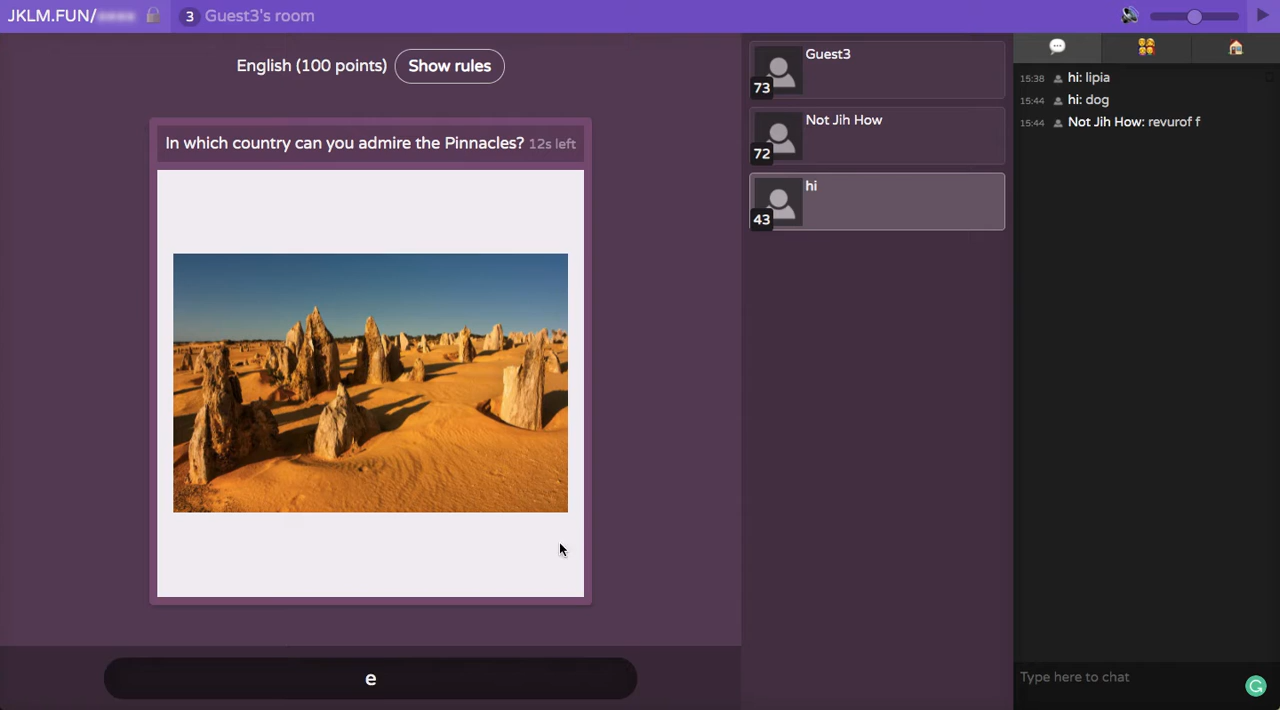 JKLM.FUN/
3 Guest3's room
English (100 points) Show rules
In which country can you admire the Pinnacles? 12s left
e
Guest3
73
Not Jih How
72
hi
43
15:38 hi: lipia
15:44 hi: dog
15:44 Not Jih How: revurof f
Type here to chat